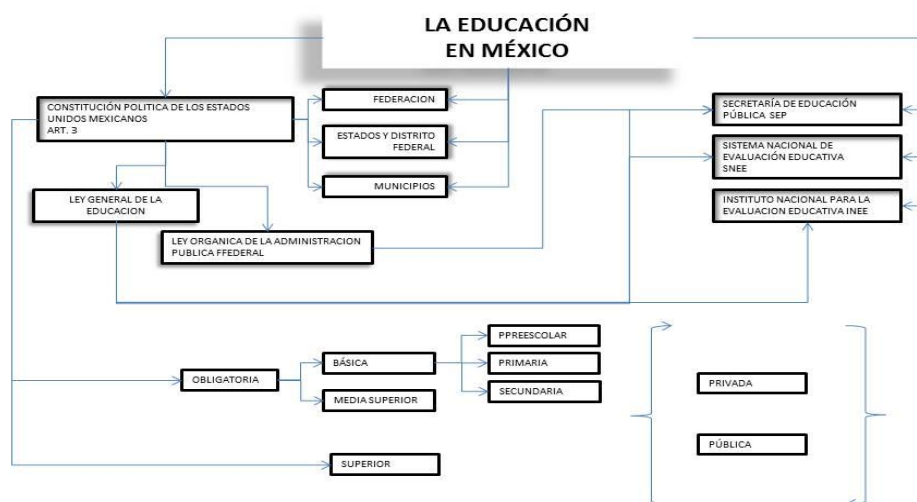 LA EDUCACIÓN
EN MÉXICO
CONSTITUCIÓN POLITICA DE LOS ESTADOS
UNIDOS MEXICANOS
ART. 3
FEDERACION
ESTADOS Y DISTRITO
FEDERAL
MUNICIPIOS
SECRETARÍA DE EDUCACIÓN
PÚBLICA SEP
SISTEMA NACIONAL DE
EVALUACIÓN EDUCATIVA
SNEE
INSTITUTO NACIONAL PARA LA
EVALUACION EDUCATIVA INEE
LEY GENERAL DE LA
EDUCACION
LEY ORGANICA DE LA ADMINISTRACION
PUBLICA FFEDERAL
OBLIGATORIA
BÁSICA
MEDIA SUPERIOR
PPREESCOLAR
PRIMARIA
SECUNDARIA
SUPERIOR
PRIVADA
PÚBLICA